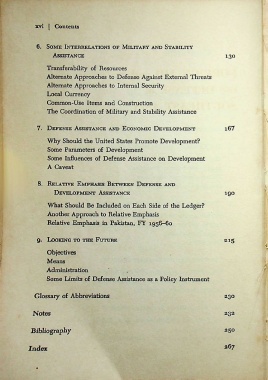 xvi | Contents
6. Some Interrelations of Military and Stability
Assistance 130
Transferability of Resources
Alternate Approaches to Defense Against External Threats
Alternate Approaches to Internal Security
Local Currency
Common-Use Items and Construction
The Coordination of Military and Stability Assistance
7. Defense Assistance and Economic Development 167
Why Should the United States Promote Development?
Some Parameters of Development
Some Influences of Defense Assistance on Development
A Caveat
8. Relative Emphasis Between Defense and
Development Assistance 190
What Should Be Included on Each Side of the Ledger?
Another Approach to Relative Emphasis
Relative Emphasis in Pakistan, FY 1956-60
9. Looking to the Future 215
Objectives
Means
Administration
Some Limits of Defense Assistance as a Policy Instrument
Glossary of Abbreviations 230
Notes 232
Bibliography 250
Index 267